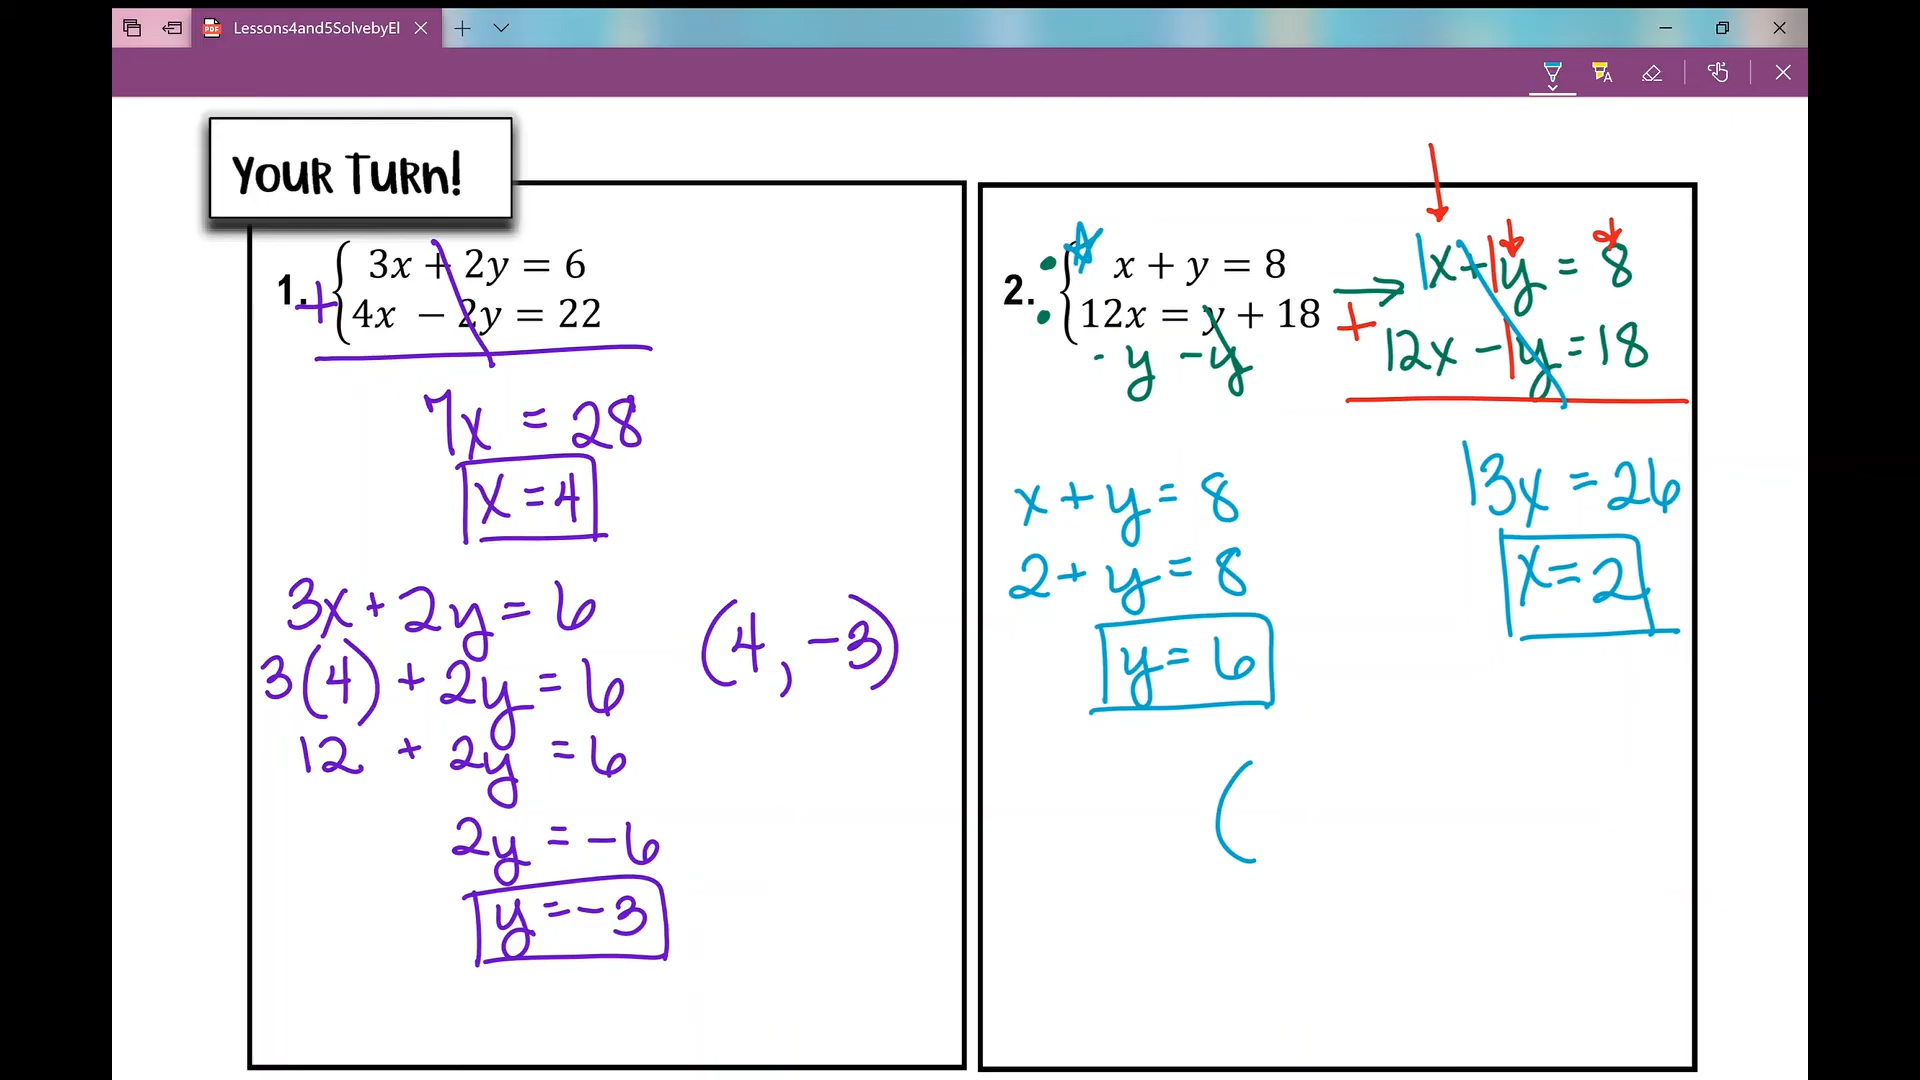 Lessons4and5SolvebyEl
Your Turn!
1.
3x + 2y = 6
+
4x − 2y = 22
7x = 28
x = 4
3x + 2y = 6
3(4) + 2y = 6
12 + 2y = 6
2y = -6
y = -3
(4, -3)
2.
x + y = 8
12x = y + 18
- y - y
1x + 1y = 8
+
12x - 1y = 18
13x = 26
x = 2
x + y = 8
2 + y = 8
y = 6
(